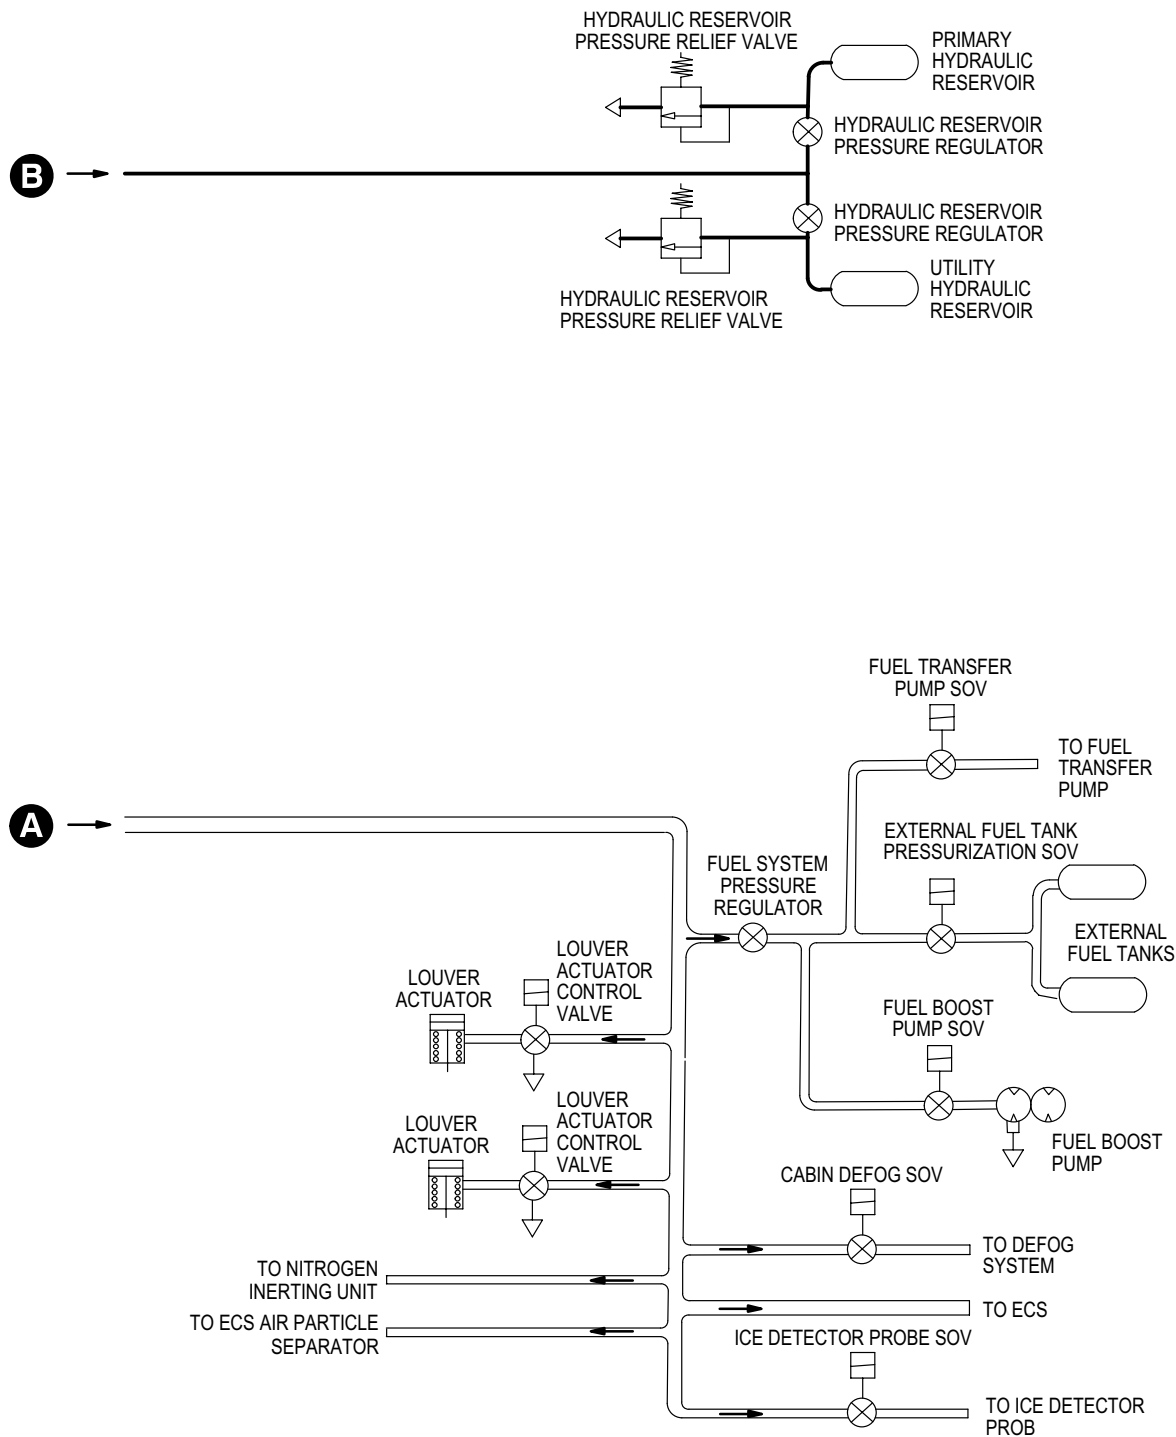 HYDRAULIC RESERVOIR
PRESSURE RELIEF VALVE
PRIMARY
HYDRAULIC
RESERVOIR
HYDRAULIC RESERVOIR
PRESSURE REGULATOR
B
HYDRAULIC RESERVOIR
PRESSURE REGULATOR
UTILITY
HYDRAULIC
RESERVOIR
HYDRAULIC RESERVOIR
PRESSURE RELIEF VALVE
FUEL TRANSFER
PUMP SOV
TO FUEL
TRANSFER
PUMP
A
EXTERNAL FUEL TANK
PRESSURIZATION SOV
FUEL SYSTEM
PRESSURE
REGULATOR
EXTERNAL
FUEL TANKS
LOUVER
ACTUATOR
CONTROL
VALVE
LOUVER
ACTUATOR
FUEL BOOST
PUMP SOV
LOUVER
ACTUATOR
CONTROL
VALVE
LOUVER
ACTUATOR
FUEL BOOST
PUMP
CABIN DEFOG SOV
TO DEFOG
SYSTEM
TO NITROGEN
INERTING UNIT
TO ECS
TO ECS AIR PARTICLE
SEPARATOR
ICE DETECTOR PROBE SOV
TO ICE DETECTOR
PROB